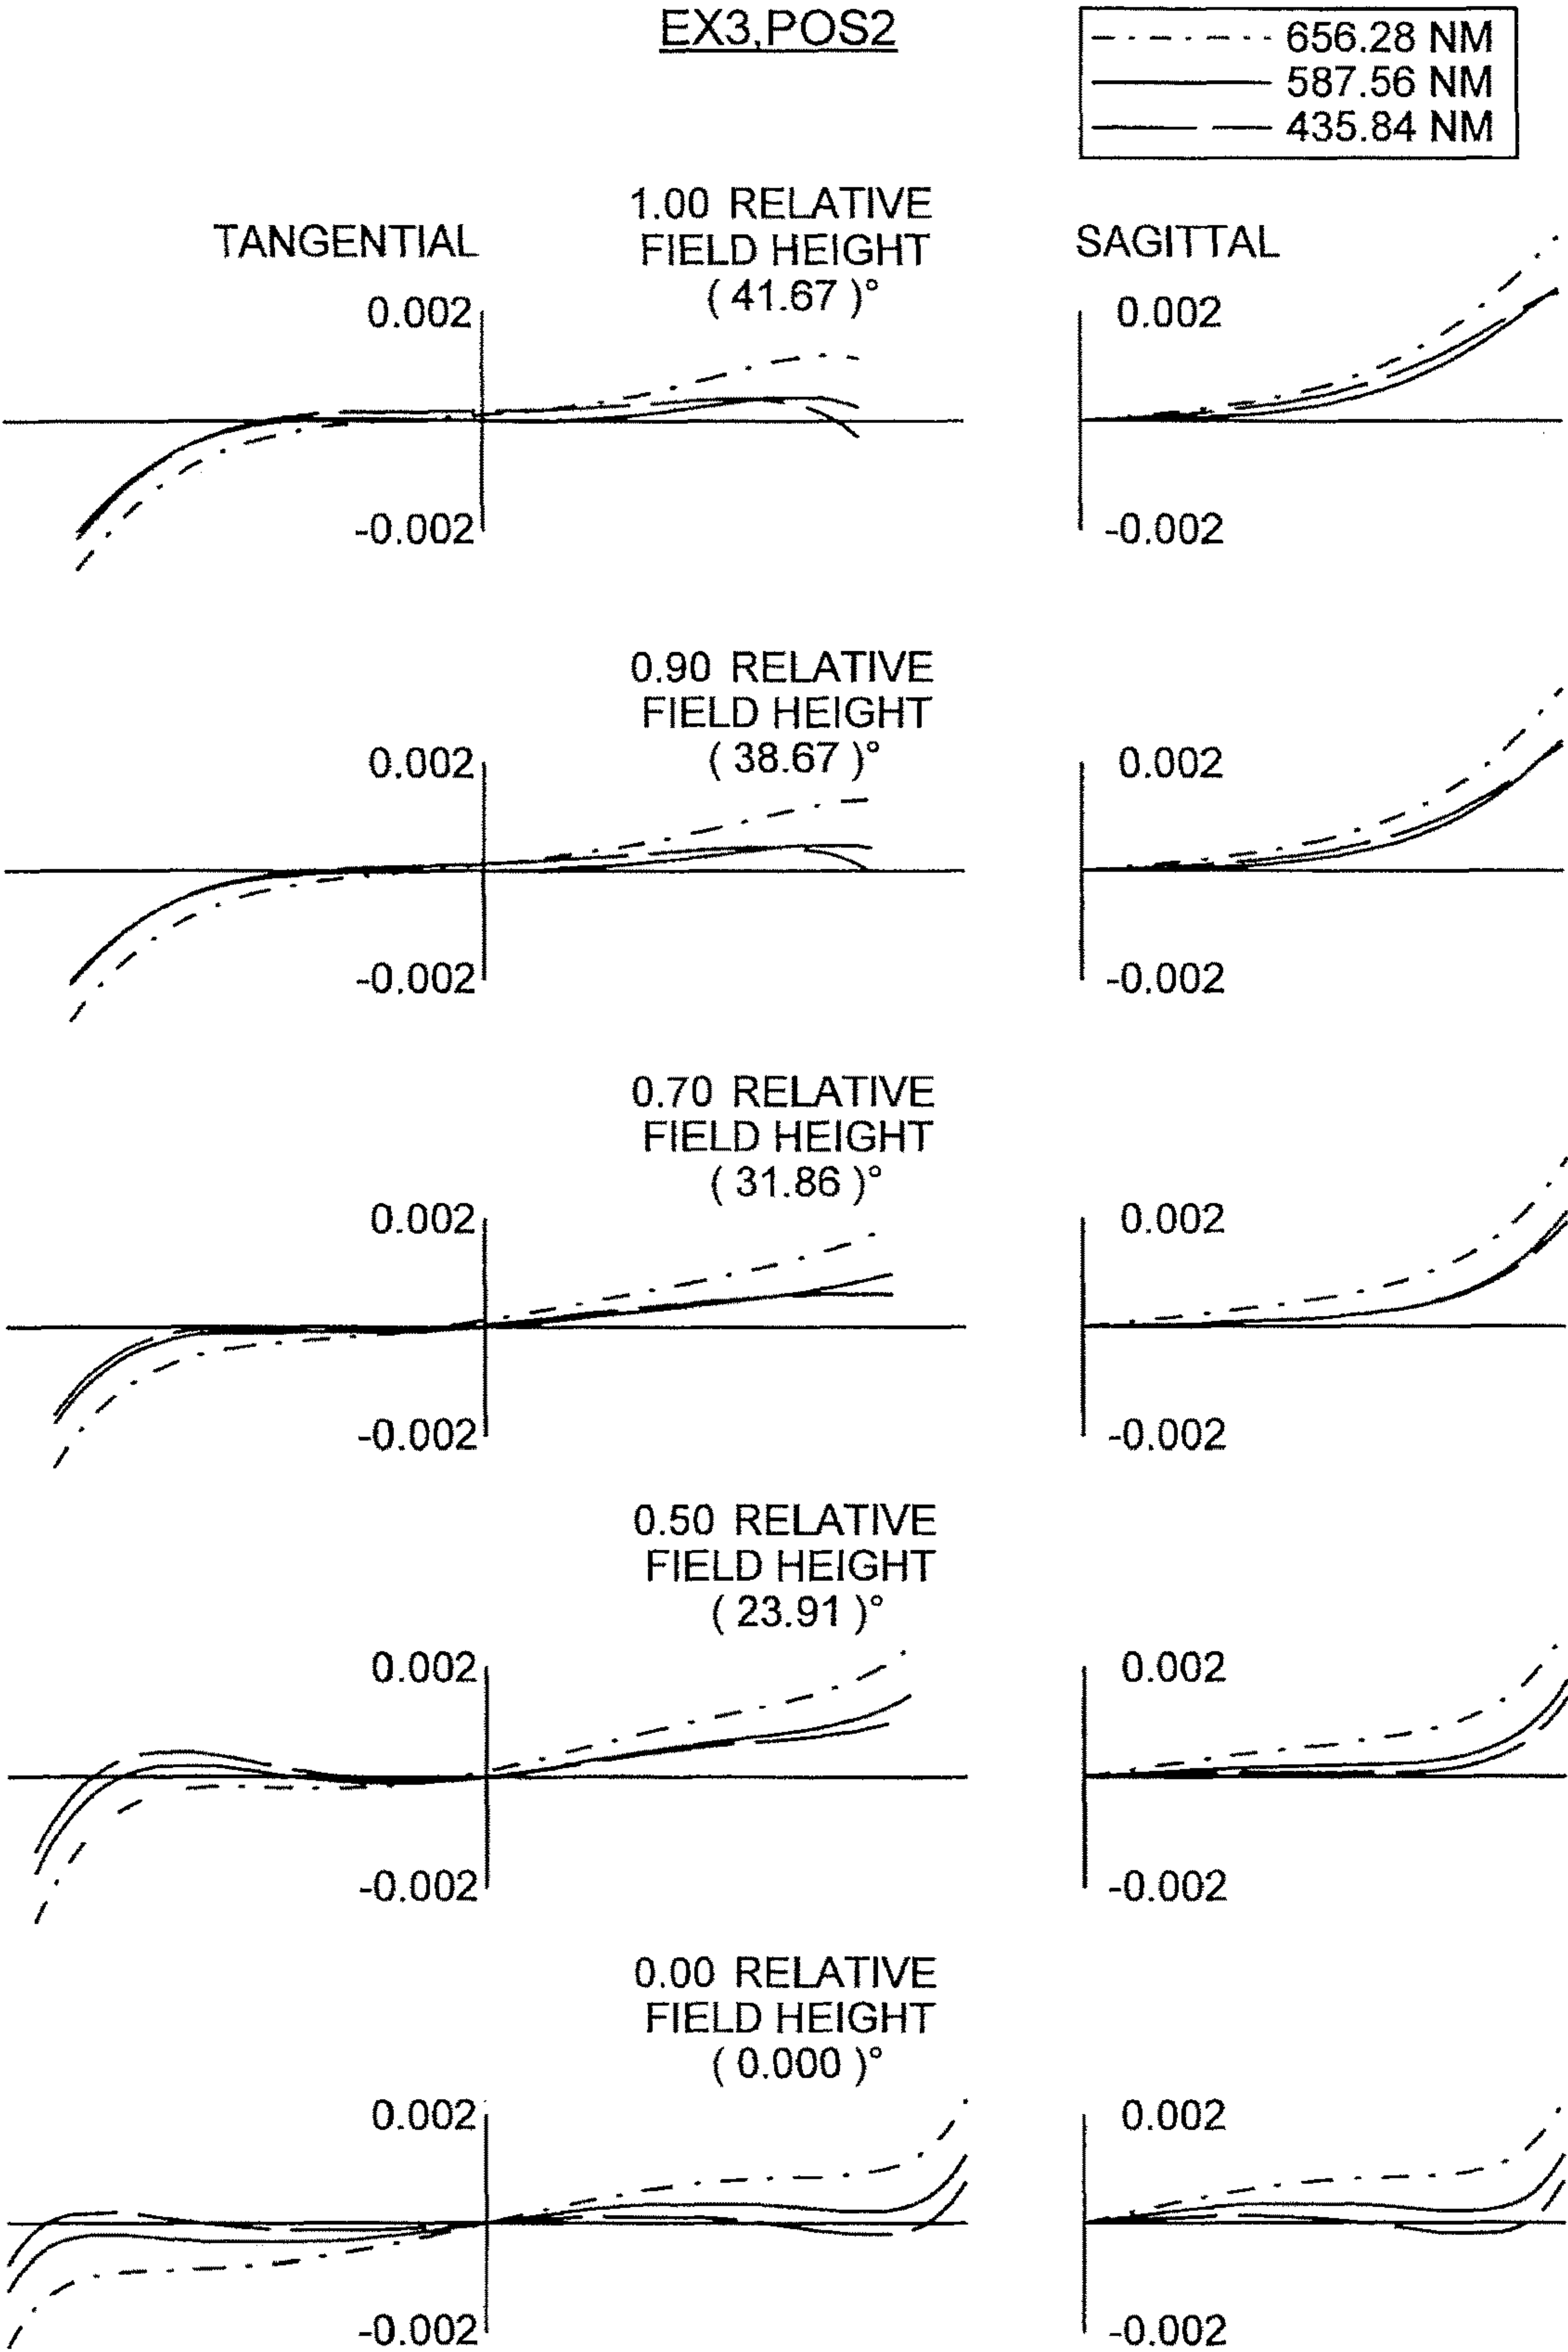 EX3,POS2
656.28 NM
587.56 NM
435.84 NM
1.00 RELATIVE
FIELD HEIGHT
( 41.67 )°
TANGENTIAL
SAGITTAL
0.002
-0.002
0.002
-0.002
0.90 RELATIVE
FIELD HEIGHT
( 38.67 )°
0.002
-0.002
0.002
-0.002
0.70 RELATIVE
FIELD HEIGHT
( 31.86 )°
0.002
-0.002
0.002
-0.002
0.50 RELATIVE
FIELD HEIGHT
( 23.91 )°
0.002
-0.002
0.002
-0.002
0.00 RELATIVE
FIELD HEIGHT
( 0.000 )°
0.002
-0.002
0.002
-0.002